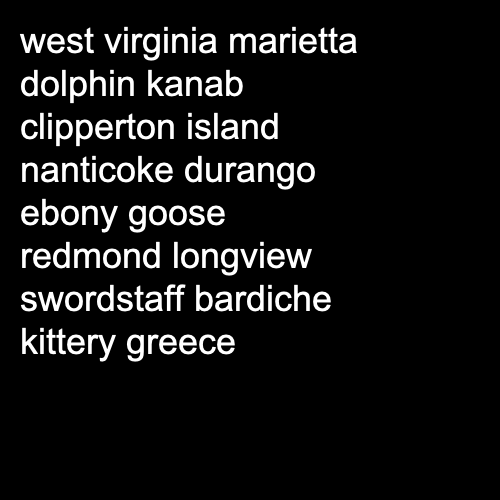 west virginia marietta
dolphin kanab
clipperton island
nanticoke durango
ebony goose
redmond longview
swordstaff bardiche
kittery greece